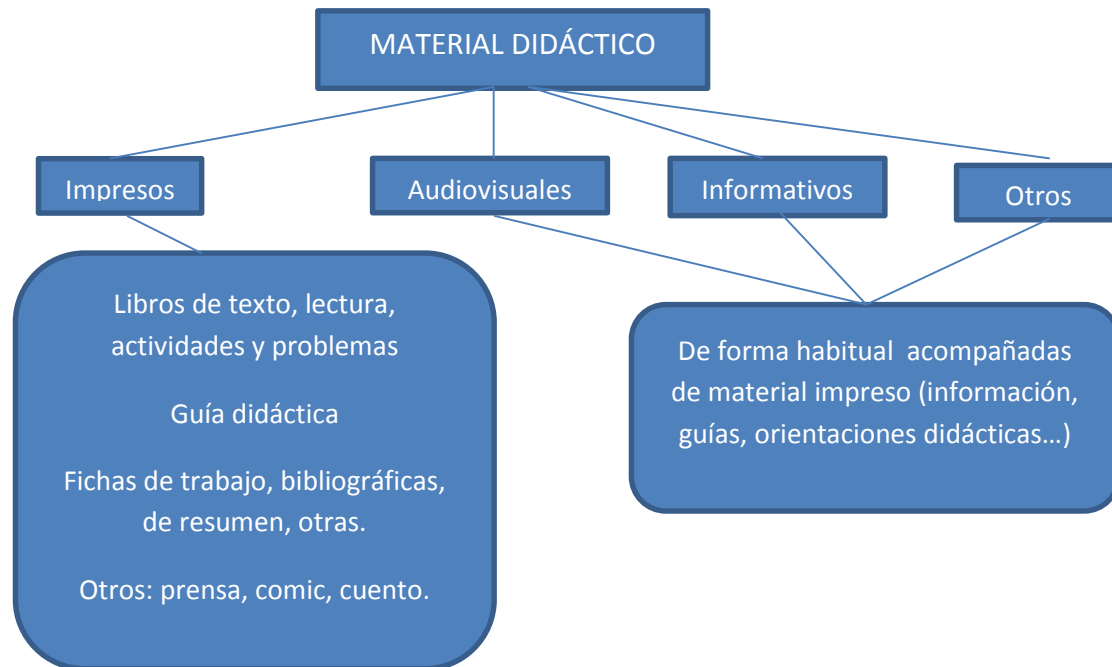 MATERIAL DIDÁCTICO
Impresos
Audiovisuales
Informativos
Otros
Libros de texto, lectura,
actividades y problemas
Guía didáctica
Fichas de trabajo, bibliográficas,
de resumen, otras.
Otros: prensa, comic, cuento.
De forma habitual acompañadas
de material impreso (información,
guías, orientaciones didácticas...)